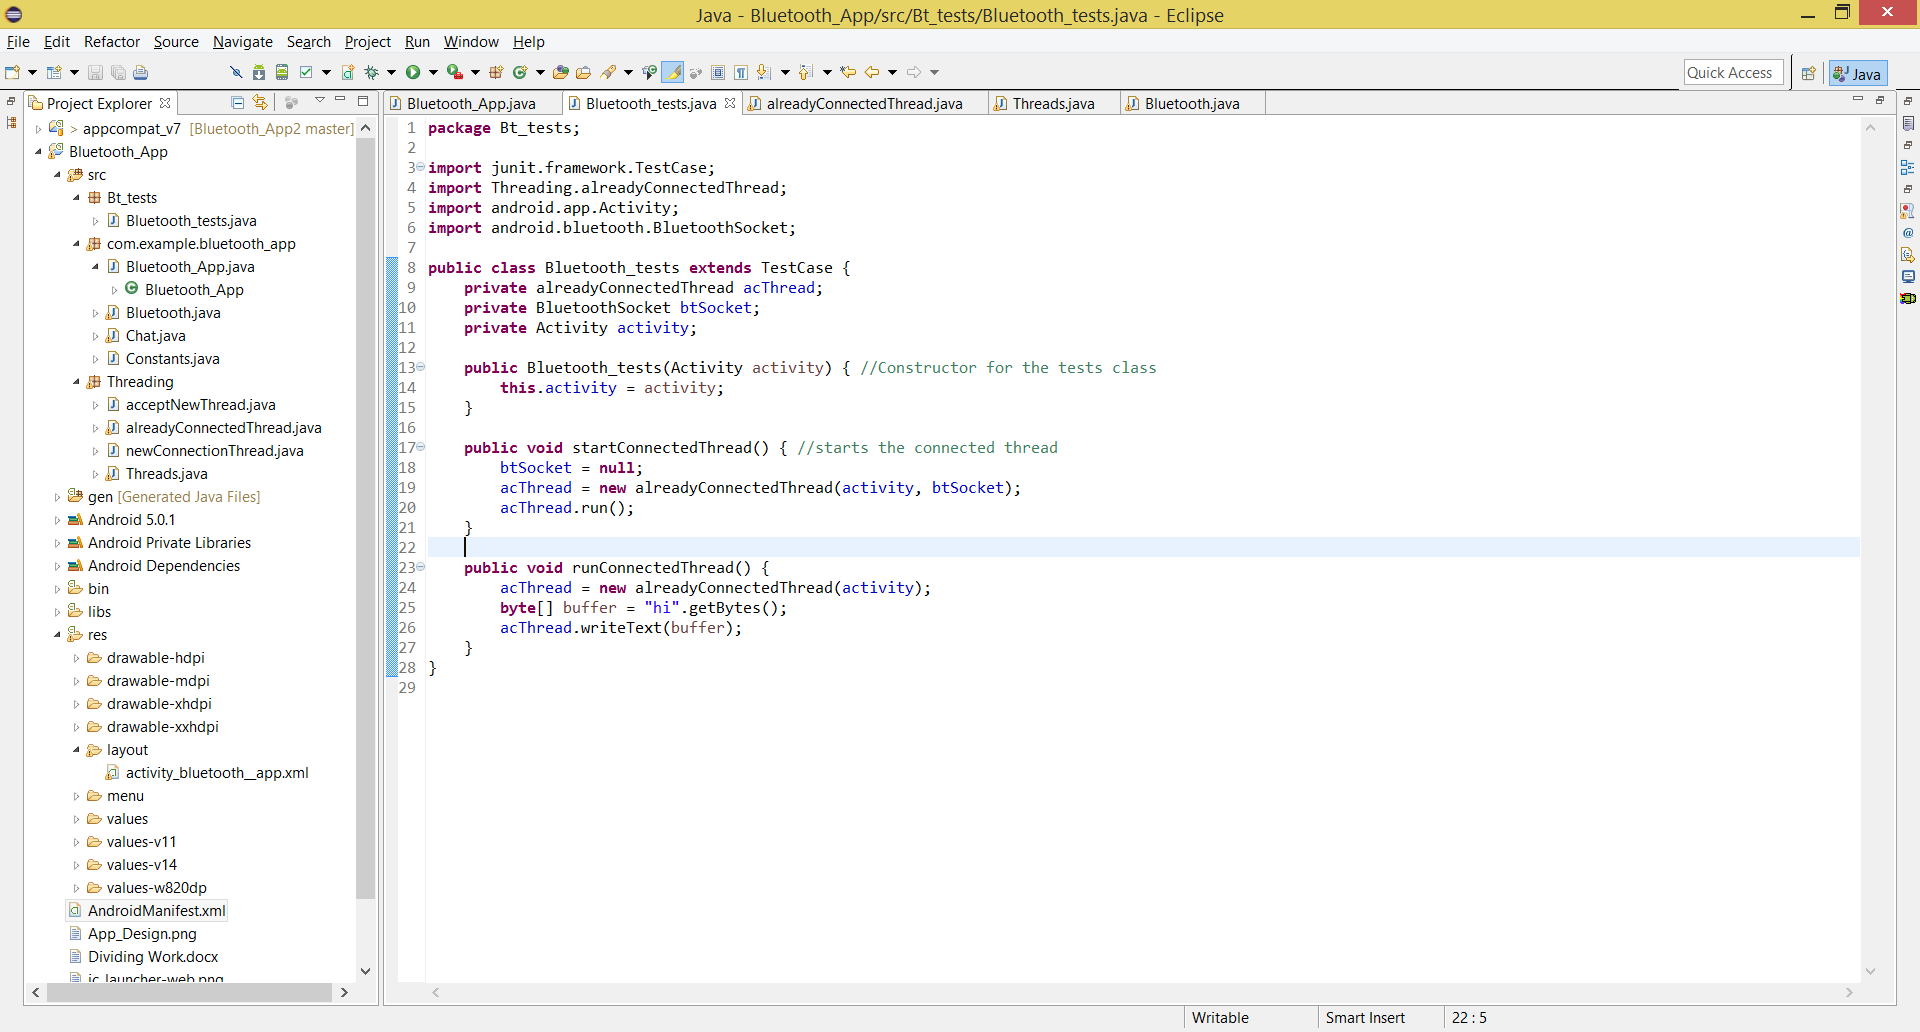 Java - Bluetooth_App/src/Bt_tests/Bluetooth_tests.java - Eclipse
File Edit Refactor Source Navigate Search Project Run Window Help
Quick Access
Java
Project Explorer
Bluetooth_App.java
Bluetooth_tests.java
alreadyConnectedThread.java
Threads.java
Bluetooth.java
> appcompat_v7 [Bluetooth_App2 master]
Bluetooth_App
src
Bt_tests
Bluetooth_tests.java
com.example.bluetooth_app
Bluetooth_App.java
Bluetooth_App
Bluetooth.java
Chat.java
Constants.java
Threading
acceptNewThread.java
alreadyConnectedThread.java
newConnectionThread.java
Threads.java
gen [Generated Java Files]
Android 5.0.1
Android Private Libraries
Android Dependencies
bin
libs
res
drawable-hdpi
drawable-mdpi
drawable-xhdpi
drawable-xxhdpi
layout
activity_bluetooth__app.xml
menu
values
values-v11
values-v14
values-w820dp
AndroidManifest.xml
App_Design.png
Dividing Work.docx
ic_launcher-web.png
1 package Bt_tests;
2
3 import junit.framework.TestCase;
4 import Threading.alreadyConnectedThread;
5 import android.app.Activity;
6 import android.bluetooth.BluetoothSocket;
7
8 public class Bluetooth_tests extends TestCase {
9     private alreadyConnectedThread acThread;
10     private BluetoothSocket btSocket;
11     private Activity activity;
12
13     public Bluetooth_tests(Activity activity) { //Constructor for the tests class
14         this.activity = activity;
15     }
16
17     public void startConnectedThread() { //starts the connected thread
18         btSocket = null;
19         acThread = new alreadyConnectedThread(activity, btSocket);
20         acThread.run();
21     }
22
23     public void runConnectedThread() {
24         acThread = new alreadyConnectedThread(activity);
25         byte[] buffer = "hi".getBytes();
26         acThread.writeText(buffer);
27     }
28 }
29
Writable
Smart Insert
22 : 5